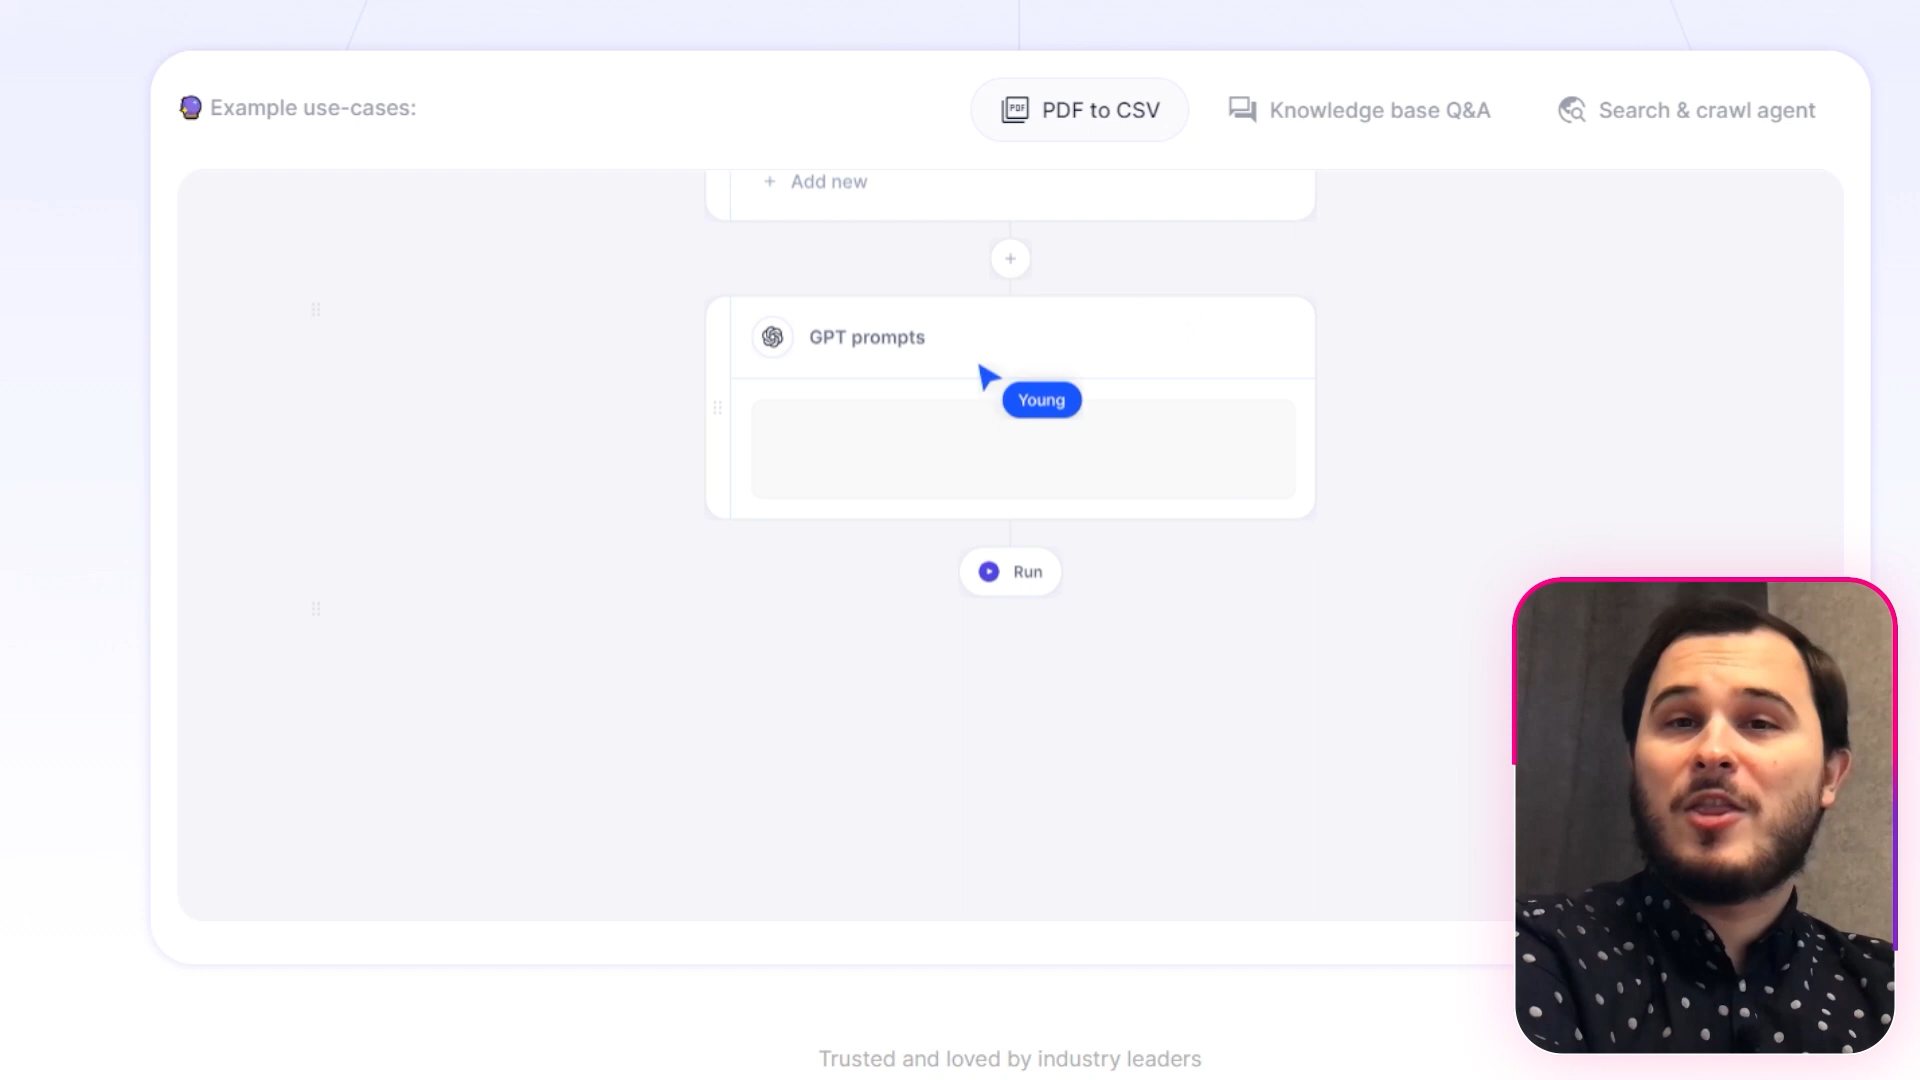 Example use-cases:
PDF
PDF to CSV
Knowledge base Q&A
Search & crawl agent
+ Add new
+
GPT prompts
Young
Run
Trusted and loved by industry leaders